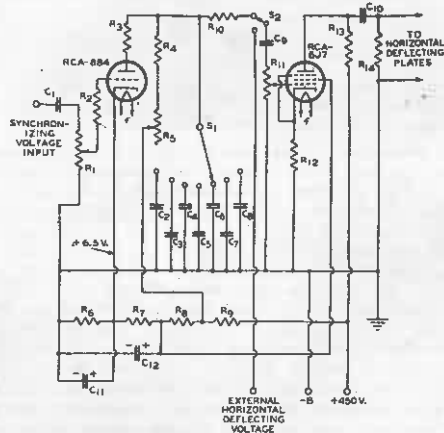 R3
R4
R10
S2
C9
RCA-6J7
C10
R13
R14
TO
HORIZONTAL
DEFLECTING
PLATES
RCA-884
C1
R2
R11
SYNCHRON-
IZING
VOLTAGE
INPUT
R1
f
f
R5
S1
R12
C2
C3
C4
C5
C6
C7
C8
+6.5V.
R6
R7
R8
R9
- +
C12
- +
C11
EXTERNAL
HORIZONTAL
DEFLECTING
VOLTAGE
-B
+450V.